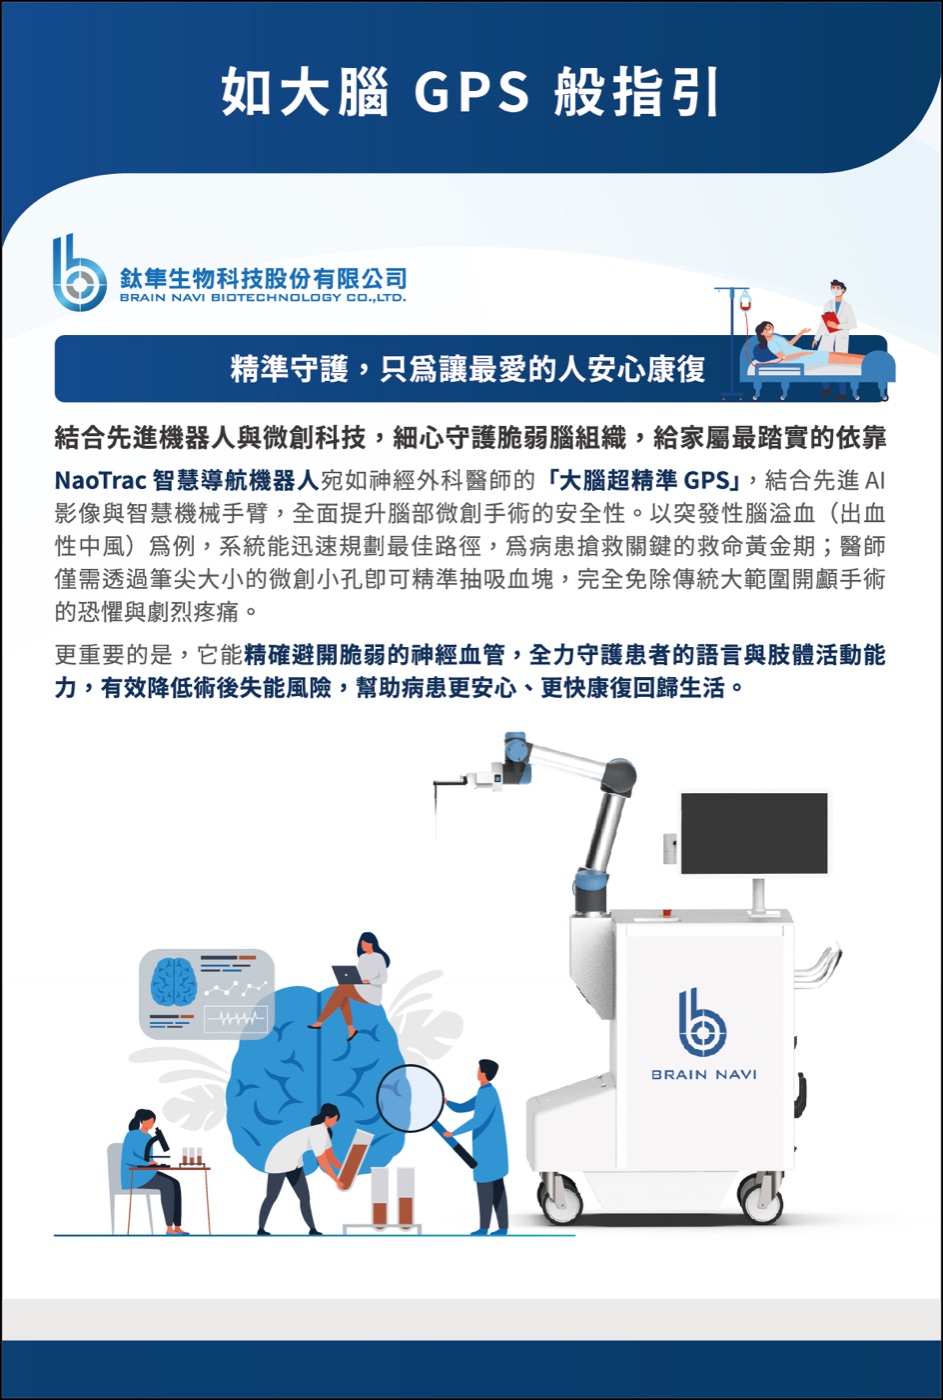 如大腦 GPS 般指引
鈦隼生物科技股份有限公司
BRAIN NAVI BIOTECHNOLOGY CO.,LTD.
精準守護，只為讓最愛的人安心康復
結合先進機器人與微創科技，細心守護脆弱腦組織，給家屬最踏實的依靠
NaoTrac 智慧導航機器人宛如神經外科醫師的「大腦超精準 GPS」，結合先進 AI
影像與智慧機械手臂，全面提升腦部微創手術的安全性。以突發性腦溢血（出血
性中風）為例，系統能迅速規劃最佳路徑，為病患搶救關鍵的救命黃金期；醫師
僅需透過筆尖大小的微創小孔即可精準抽吸血塊，完全免除傳統大範圍開顱手術
的恐懼與劇烈疼痛。
更重要的是，它能精確避開脆弱的神經血管，全力守護患者的語言與肢體活動能
力，有效降低術後失能風險，幫助病患更安心、更快康復回歸生活。
BRAIN NAVI